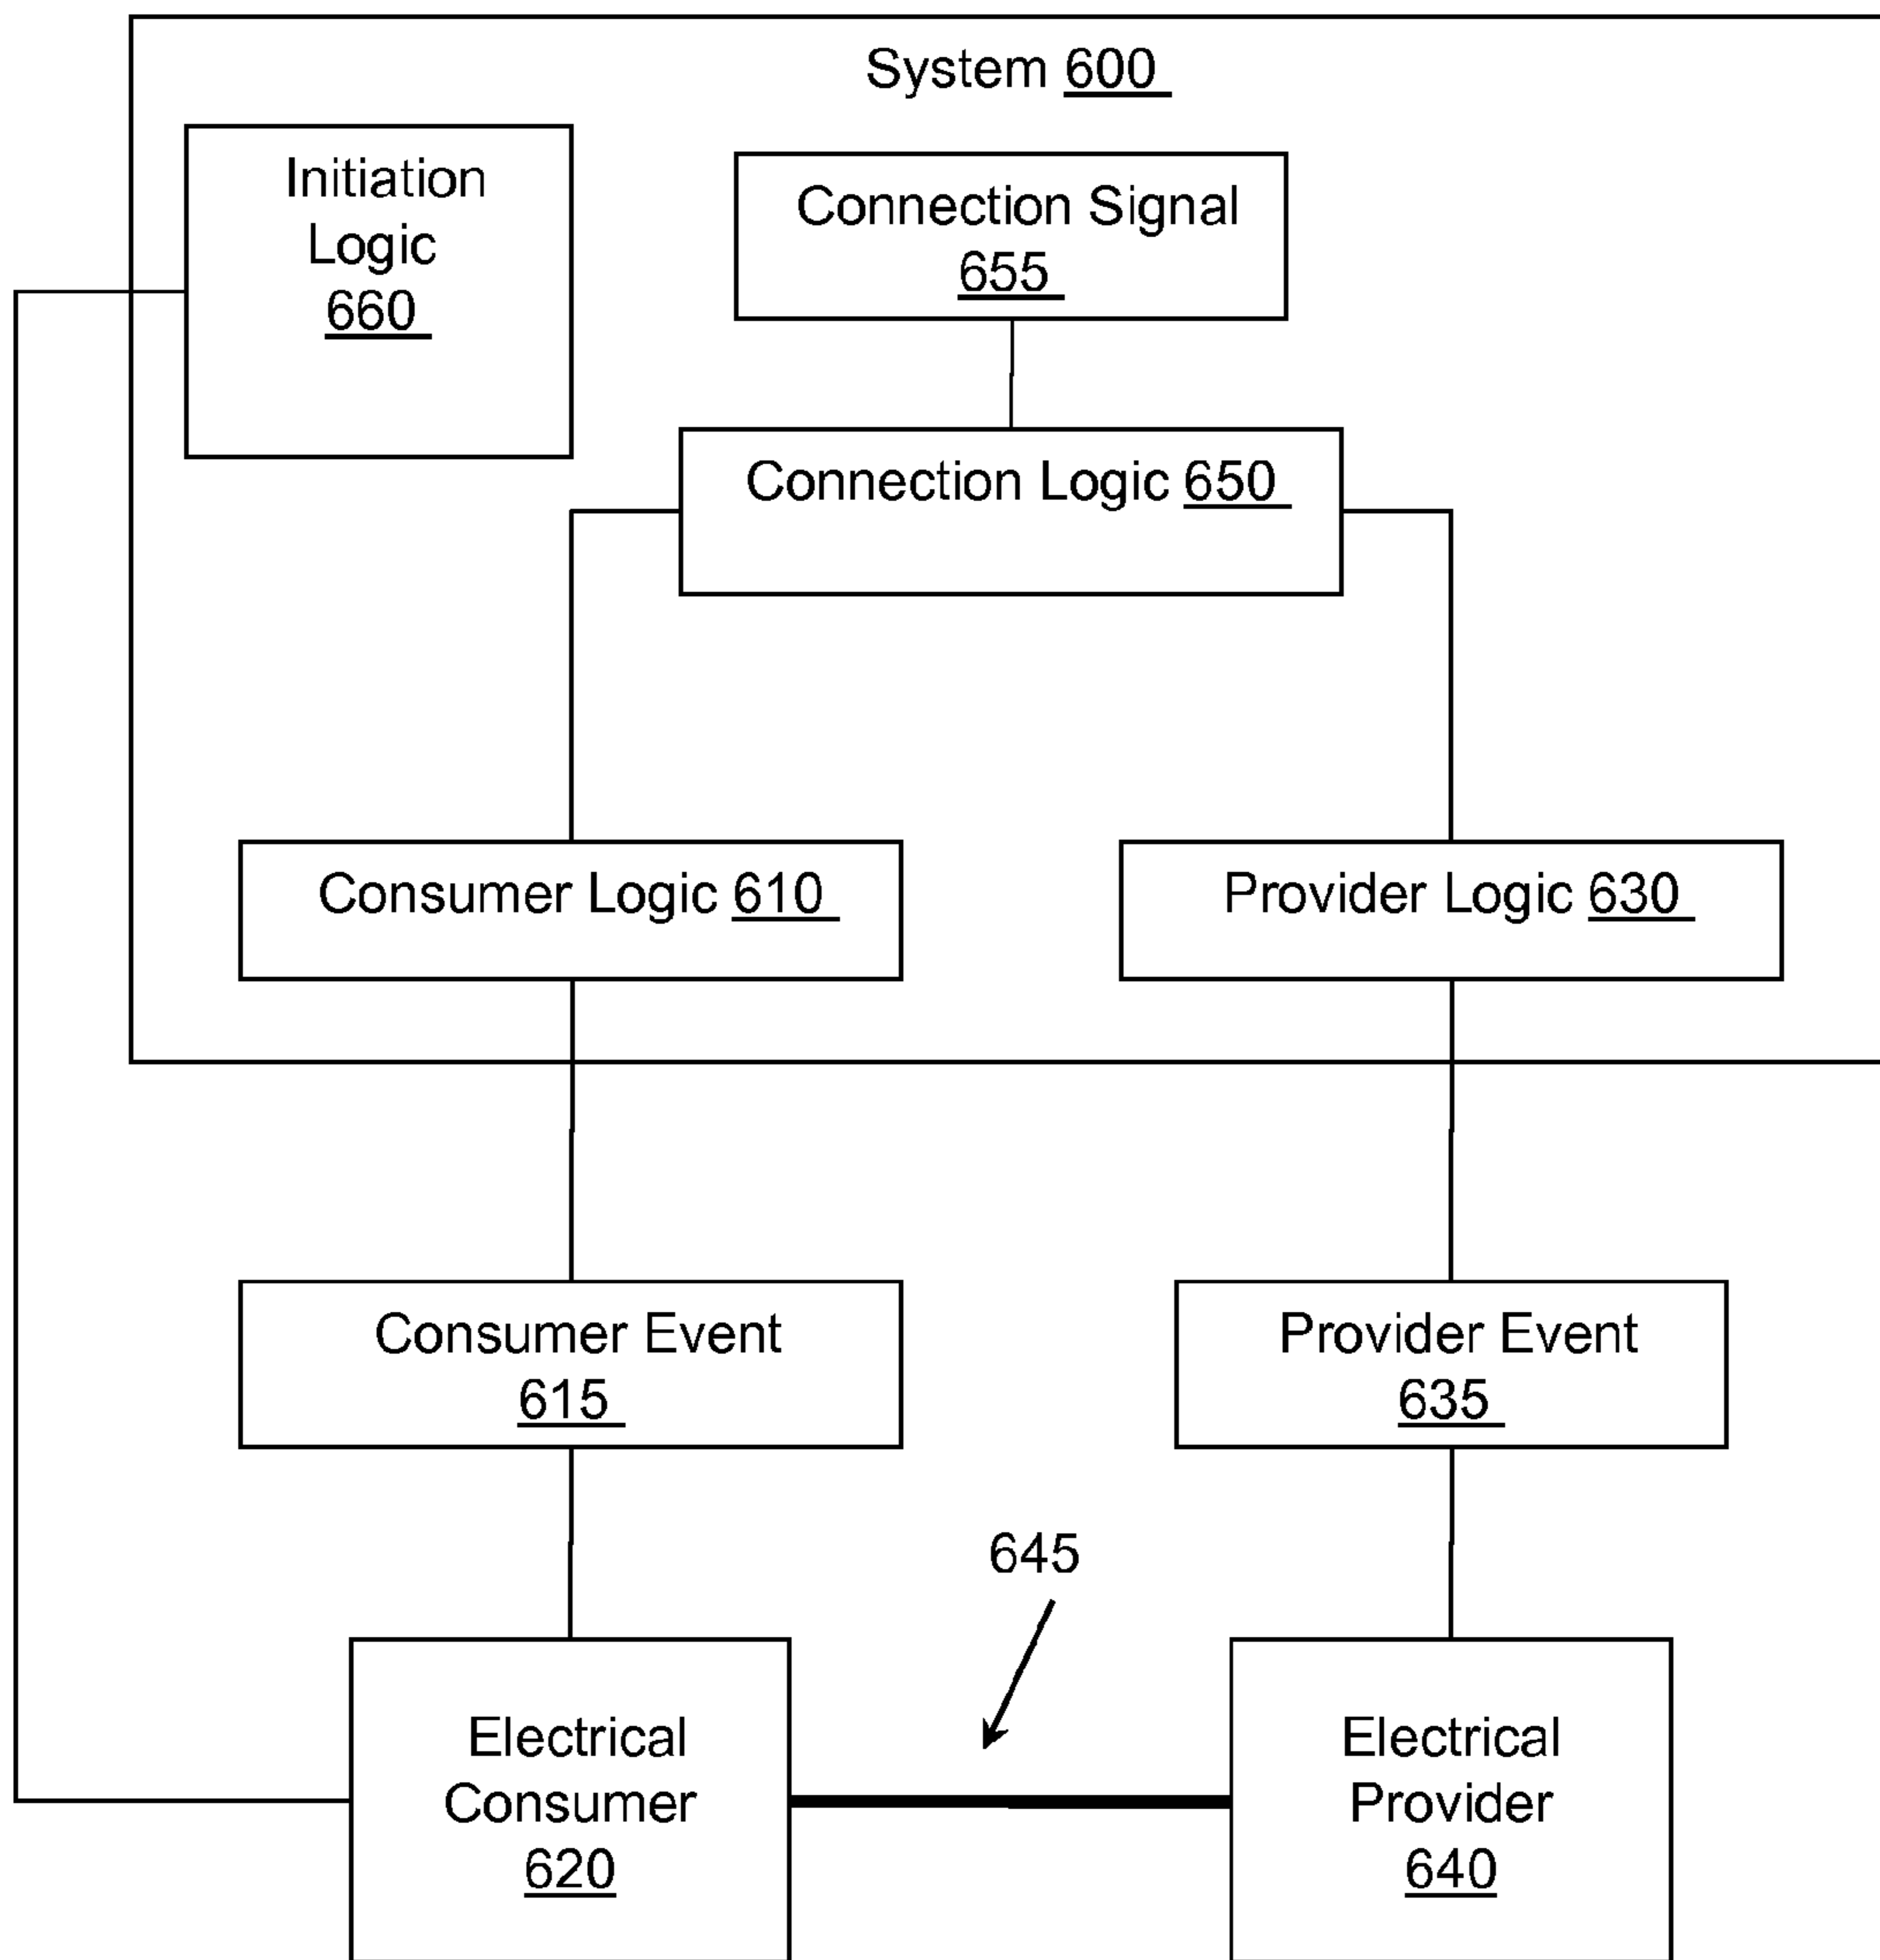 System 600
Initiation
Logic
660
Connection Signal
655
Connection Logic 650
Consumer Logic 610
Provider Logic 630
Consumer Event
615
Provider Event
635
645
Electrical
Consumer
620
Electrical
Provider
640